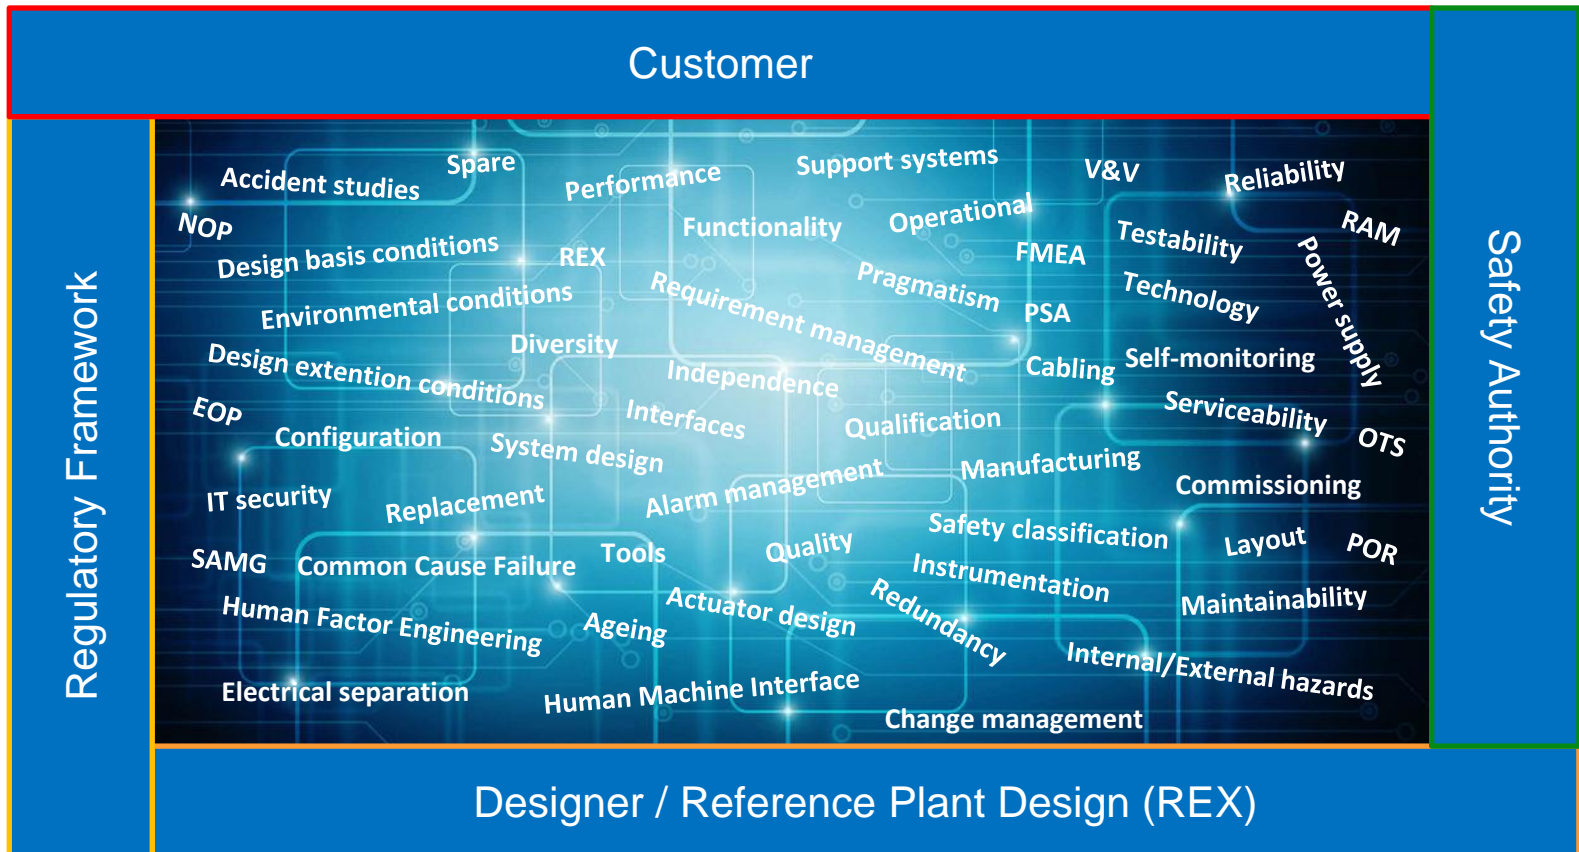 Customer
Regulatory Framework
Safety Authority
Accident studies
Spare
Performance
Support systems
V&V
Reliability
NOP
Functionality
Operational
RAM
Design basis conditions
REX
FMEA
Testability
Power supply
Environmental conditions
Requirement management
Pragmatism
PSA
Technology
Diversity
Design extention conditions
Independence
Cabling
Self-monitoring
EOP
Configuration
Interfaces
System design
Qualification
Serviceability
OTS
IT security
Replacement
Alarm management
Manufacturing
Commissioning
SAMG
Common Cause Failure
Tools
Quality
Safety classification
Layout
POR
Human Factor Engineering
Ageing
Actuator design
Redundancy
Instrumentation
Maintainability
Electrical separation
Human Machine Interface
Internal/External hazards
Change management
Designer / Reference Plant Design (REX)